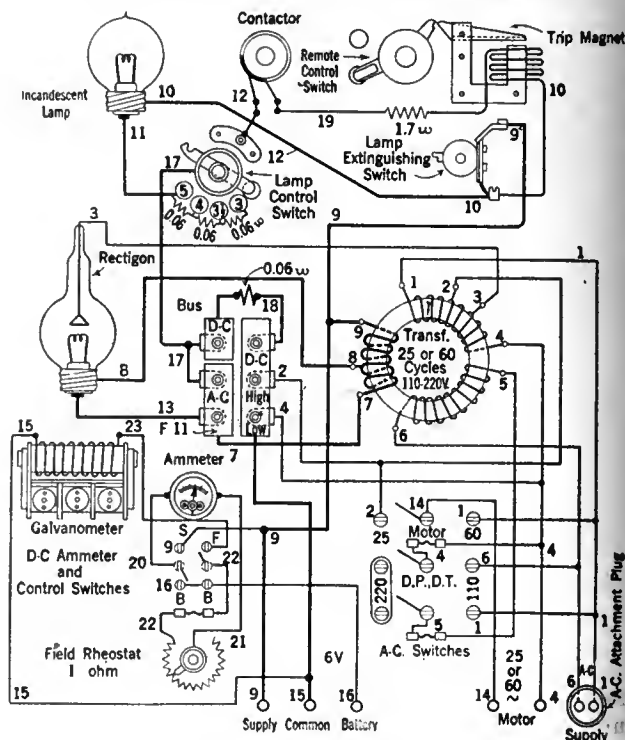 Contactor
Trip Magnet
Remote
Control
Switch
Incandescent
Lamp
10
12
19
1.7 ω
10
9
11
17
12
Lamp
Extinguishing
Switch
Lamp
Control
Switch
10
5
4
3½
3
0.06
0.06
0.06 ω
3
9
1
Rectigon
0.06 ω
Bus
18
1
2
3
D-C
D-C
9
Transf.
4
25 or 60
Cycles
110-220V.
8
17
8
2
5
A-C
High
7
13
4
F 11
Low
6
15
23
7
Ammeter
2
14
1
Galvanometer
S
25
Motor
60
9
F
9
4
4
D-C Ammeter
and
Control Switches
20
22
6
220
D.P., D.T.
110
16
B
B
5
1
1
22
21
A-C. Switches
Field Rheostat
1 ohm
6V
25
or
60~
A-C
6
1
A.C. Attachment Plug
15
9
15
16
14
4
Supply
Common
Battery
Motor
Supply